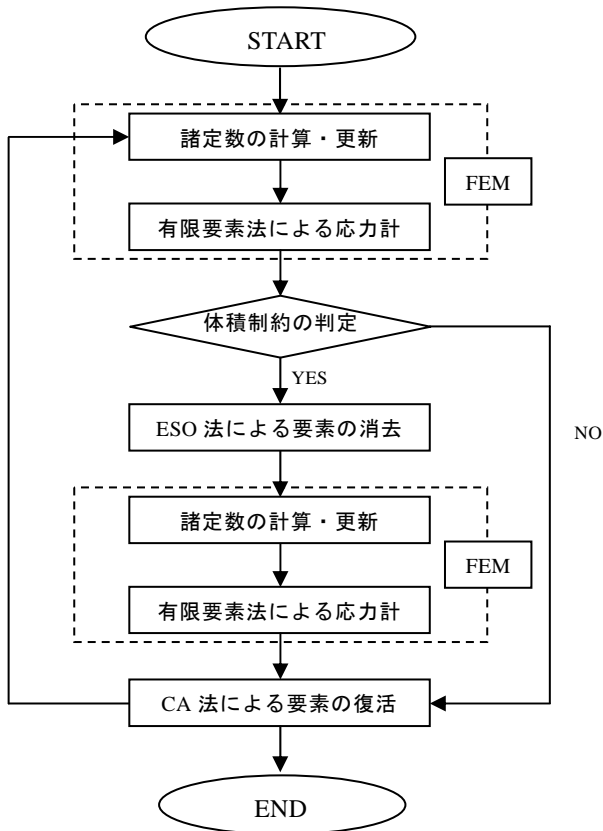 START
諸定数の計算・更新
FEM
有限要素法による応力計
体積制約の判定
YES
ESO 法による要素の消去
NO
諸定数の計算・更新
FEM
有限要素法による応力計
CA 法による要素の復活
END